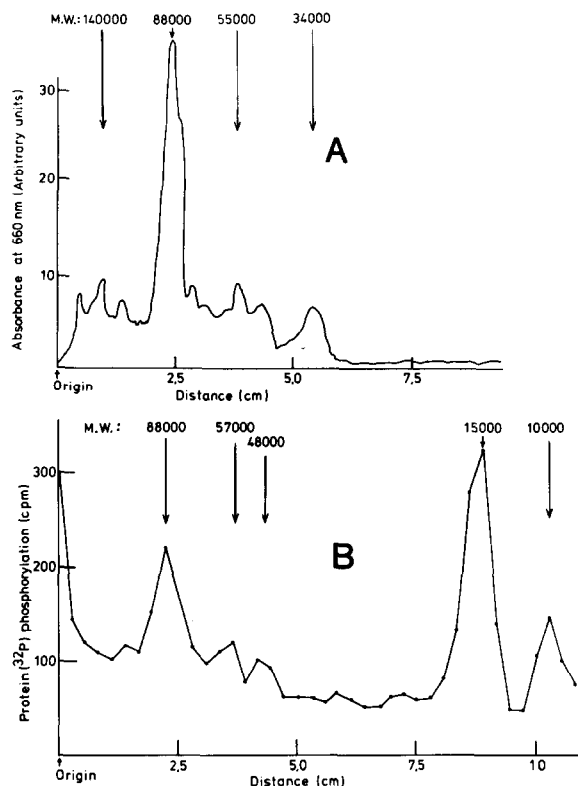 M.W.: 140000 88000 55000 34000
30
20
10
Absorbance at 660 nm (Arbitrary units)
A
Origin
2,5
5,0
7,5
Distance (cm)
M.W.: 88000 57000 48000 15000 10000
300
200
100
Protein (32P) phosphorylation (cpm)
B
Origin
2,5
5,0
7,5
10
Distance (cm)